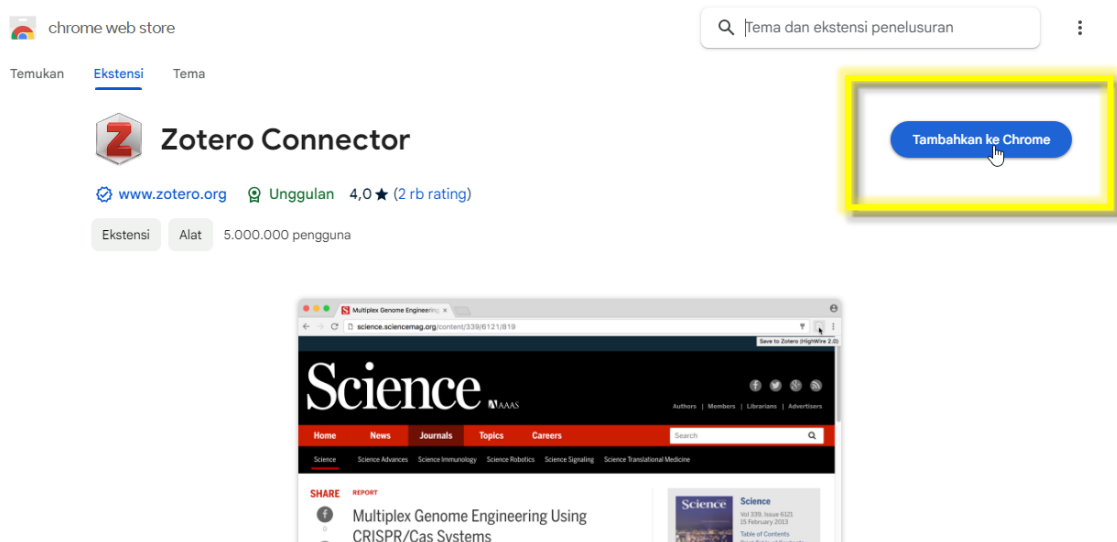 chrome web store
Tema dan ekstensi penelusuran
Temukan Ekstensi Tema
Zotero Connector
Tambahkan ke Chrome
www.zotero.org Unggulan 4,0 ★ (2 rb rating)
Ekstensi Alat 5.000.000 pengguna
Multiplex Genome Engineering
science.sciencemag.org/content/339/6121/819
Save to Zotero (HighWire 2.0)
Science AAAS
Authors | Members | Librarians | Advertisers
Home News Journals Topics Careers
Search
Science Science Advances Science Immunology Science Robotics Science Signaling Science Translational Medicine
SHARE REPORT
Multiplex Genome Engineering Using
CRISPR/Cas Systems
0
Science
Science
Vol 339, Issue 6121
15 February 2013
Table of Contents